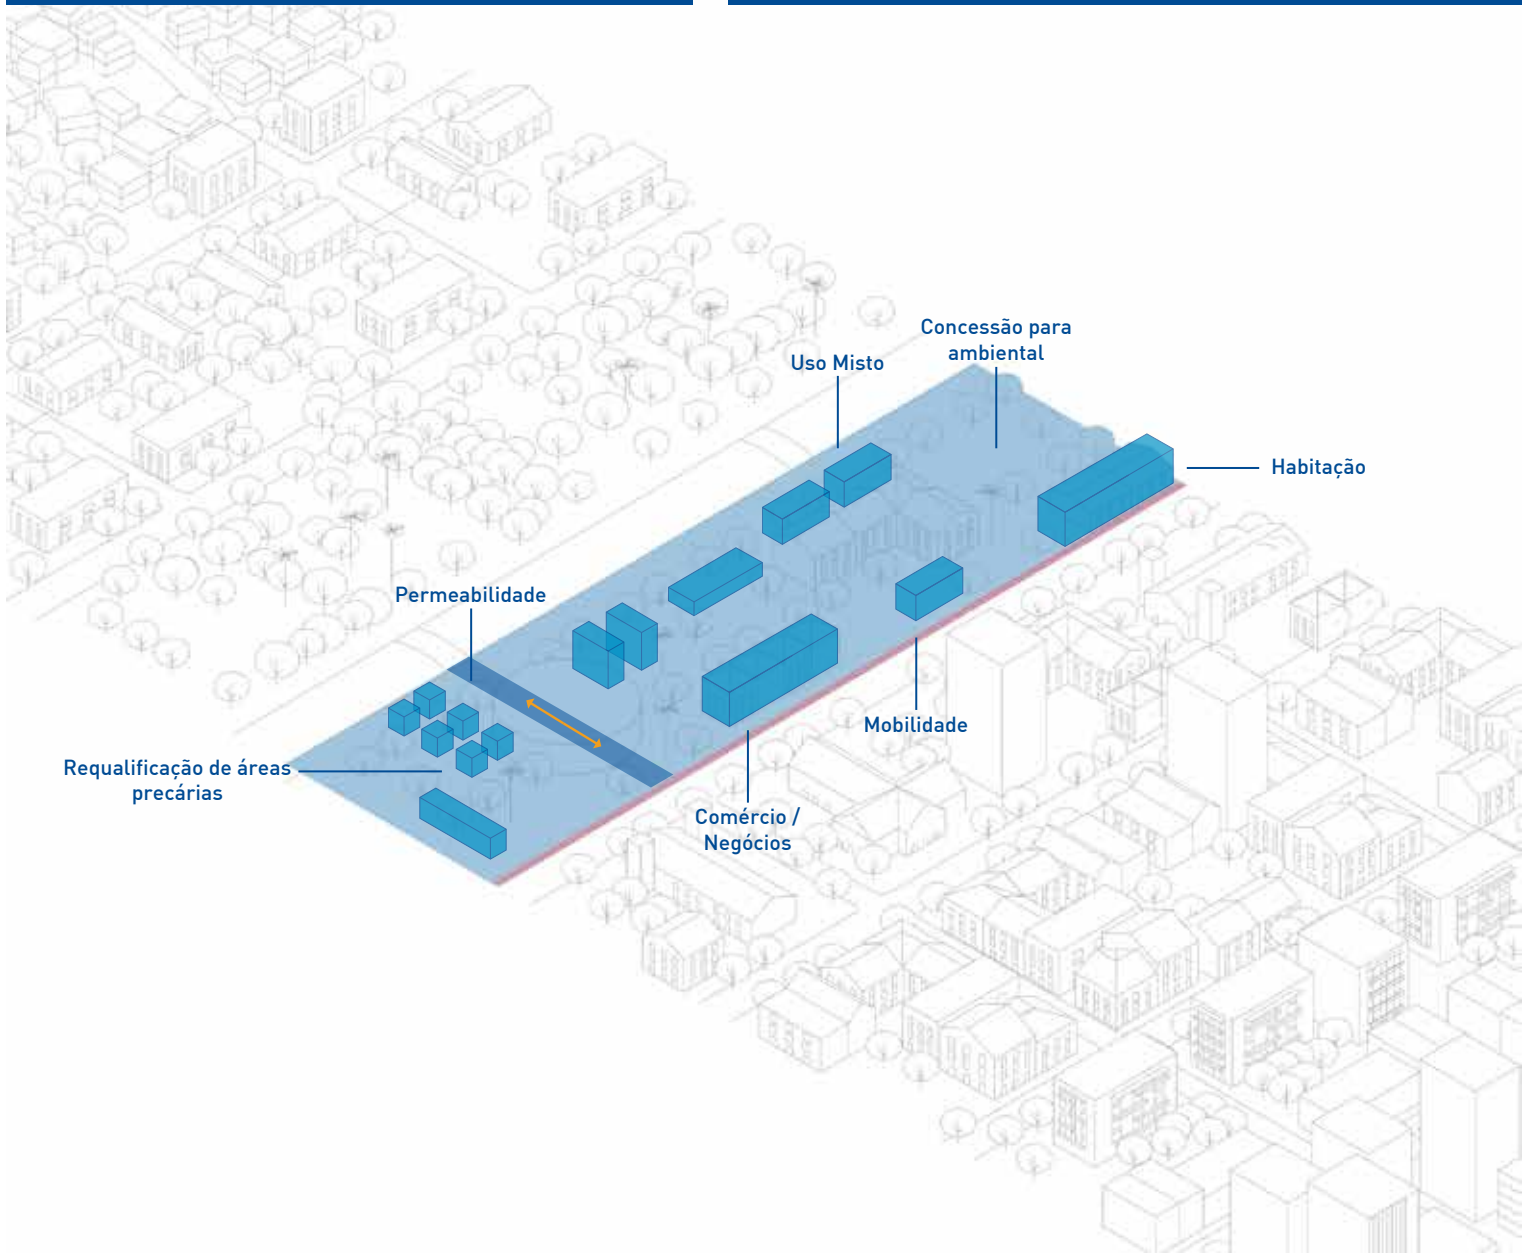 Concessão para
ambiental
Uso Misto
Habitação
Permeabilidade
Mobilidade
Requalificação de áreas
precárias
Comércio /
Negócios